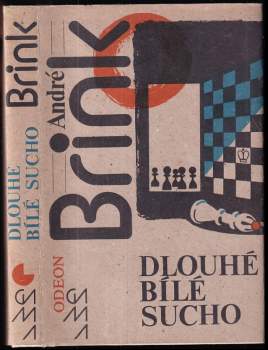 Brink
DLOUHÉ
BÍLÉ SUCHO
André
Brink
ODEON
DLOUHÉ
BÍLÉ
SUCHO